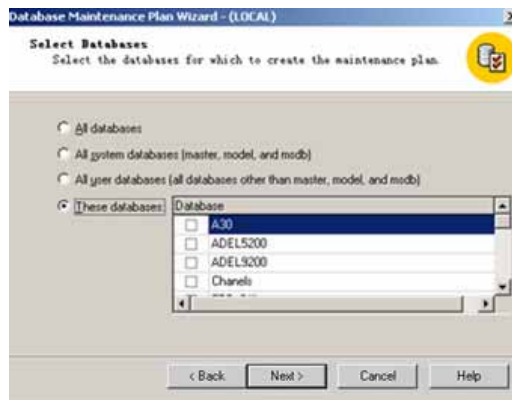 Database Maintenance Plan Wizard - (LOCAL)
Select Databases
Select the databases for which to create the maintenance plan.
All databases
All system databases (master, model, and msdb)
All user databases (all databases other than master, model, and msdb)
These databases:
Database
A30
ADEL5200
ADEL9200
Chanels
< Back
Next >
Cancel
Help